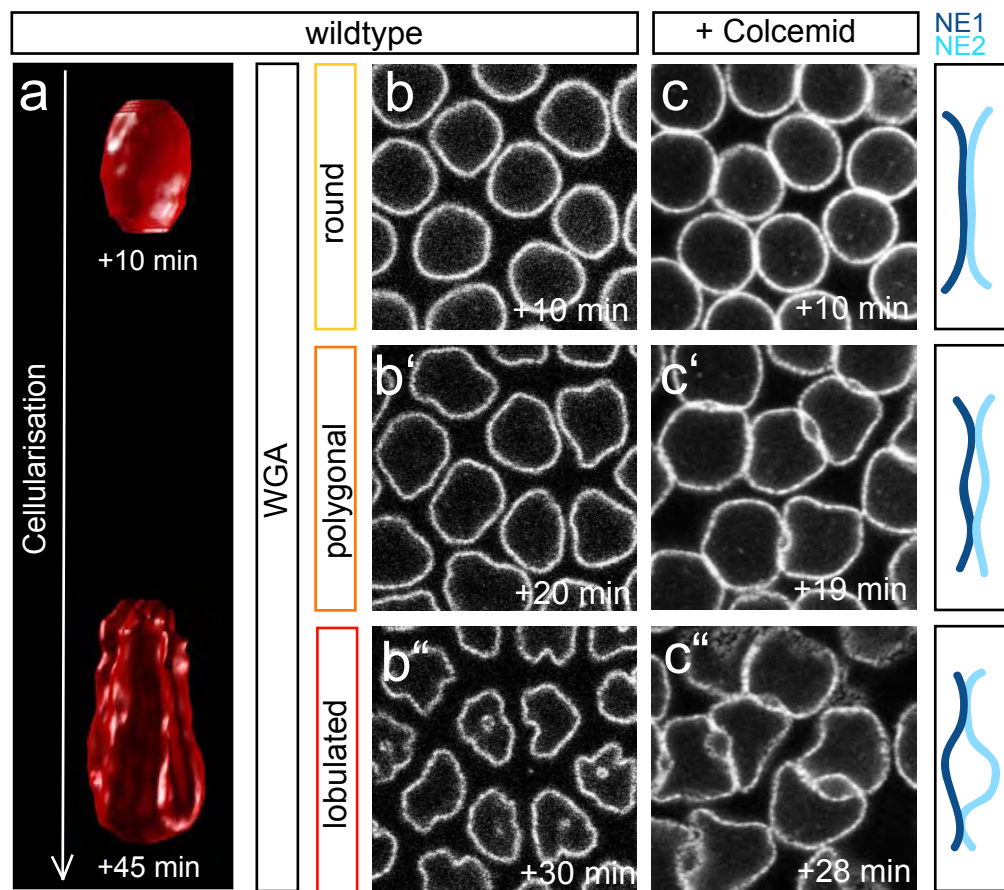 wildtype
+ Colcemid
NE1
NE2
a
+10 min
Cellularisation
+45 min
WGA
round
b
+10 min
c
+10 min
polygonal
b‘
+20 min
c‘
+19 min
lobulated
b“
+30 min
c“
+28 min